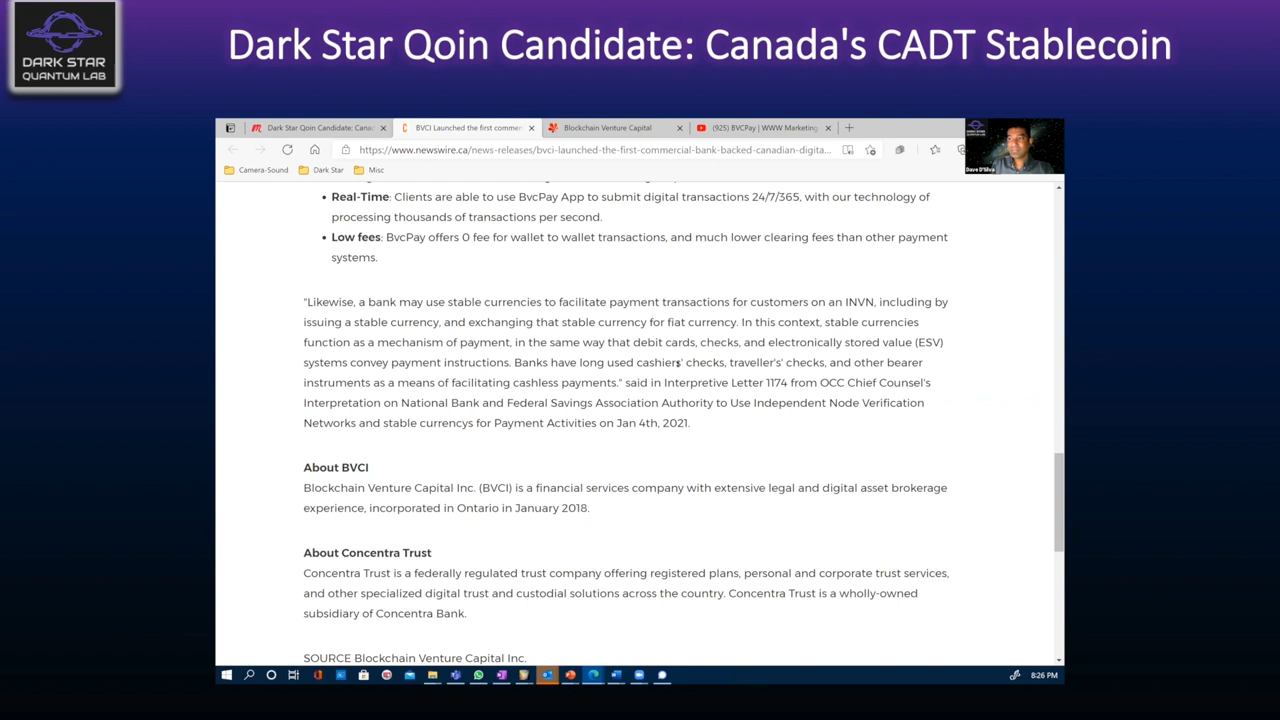 DARK STAR
QUANTUM LAB
Dark Star Qoin Candidate: Canada's CADT Stablecoin
Dark Star Qoin Candidate; Canad
BVCI Launched the first commer
Blockchain Venture Capital
(925) BVCPay | WWW Marketing
https://www.newswire.ca/news-releases/bvci-launched-the-first-commercial-bank-backed-canadian-digita...
Camera-Sound
Dark Star
Misc
Dave D'Silva
• Real-Time: Clients are able to use BvcPay App to submit digital transactions 24/7/365, with our technology of
processing thousands of transactions per second.
• Low fees: BvcPay offers 0 fee for wallet to wallet transactions, and much lower clearing fees than other payment
systems.
"Likewise, a bank may use stable currencies to facilitate payment transactions for customers on an INVN, including by
issuing a stable currency, and exchanging that stable currency for fiat currency. In this context, stable currencies
function as a mechanism of payment, in the same way that debit cards, checks, and electronically stored value (ESV)
systems convey payment instructions. Banks have long used cashiers' checks, traveller's' checks, and other bearer
instruments as a means of facilitating cashless payments." said in Interpretive Letter 1174 from OCC Chief Counsel's
Interpretation on National Bank and Federal Savings Association Authority to Use Independent Node Verification
Networks and stable currencys for Payment Activities on Jan 4th, 2021.
About BVCI
Blockchain Venture Capital Inc. (BVCI) is a financial services company with extensive legal and digital asset brokerage
experience, incorporated in Ontario in January 2018.
About Concentra Trust
Concentra Trust is a federally regulated trust company offering registered plans, personal and corporate trust services,
and other specialized digital trust and custodial solutions across the country. Concentra Trust is a wholly-owned
subsidiary of Concentra Bank.
SOURCE Blockchain Venture Capital Inc.
8:26 PM